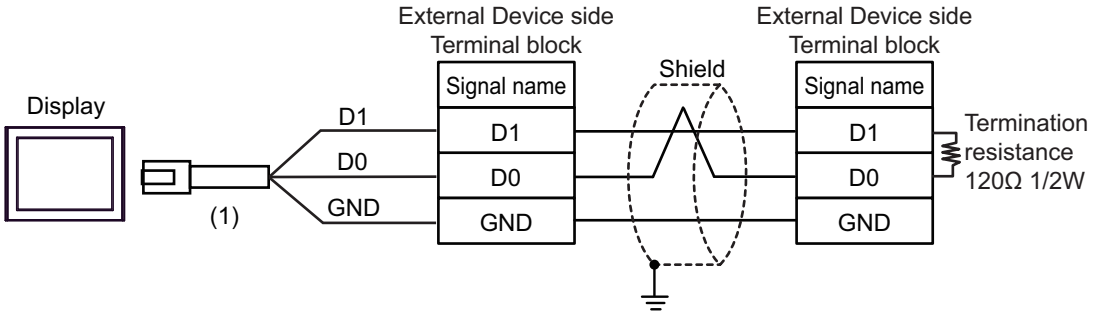 External Device side
Terminal block
External Device side
Terminal block
Shield
Signal name
Signal name
Display
D1
D1
D1
Termination
resistance
120Ω 1/2W
D0
D0
D0
(1)
GND
GND
GND